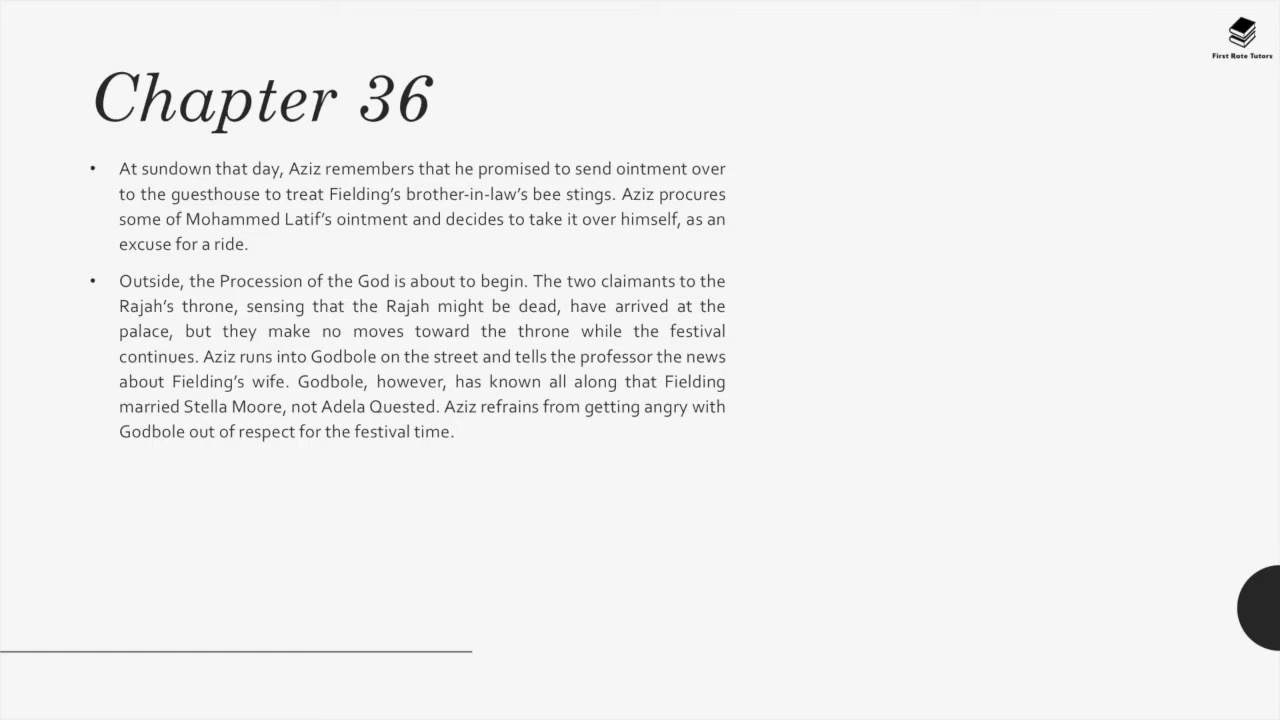 First Rate Tutors
Chapter 36
• At sundown that day, Aziz remembers that he promised to send ointment over
to the guesthouse to treat Fielding’s brother-in-law’s bee stings. Aziz procures
some of Mohammed Latif’s ointment and decides to take it over himself, as an
excuse for a ride.
• Outside, the Procession of the God is about to begin. The two claimants to the
Rajah’s throne, sensing that the Rajah might be dead, have arrived at the
palace, but they make no moves toward the throne while the festival
continues. Aziz runs into Godbole on the street and tells the professor the news
about Fielding’s wife. Godbole, however, has known all along that Fielding
married Stella Moore, not Adela Quested. Aziz refrains from getting angry with
Godbole out of respect for the festival time.